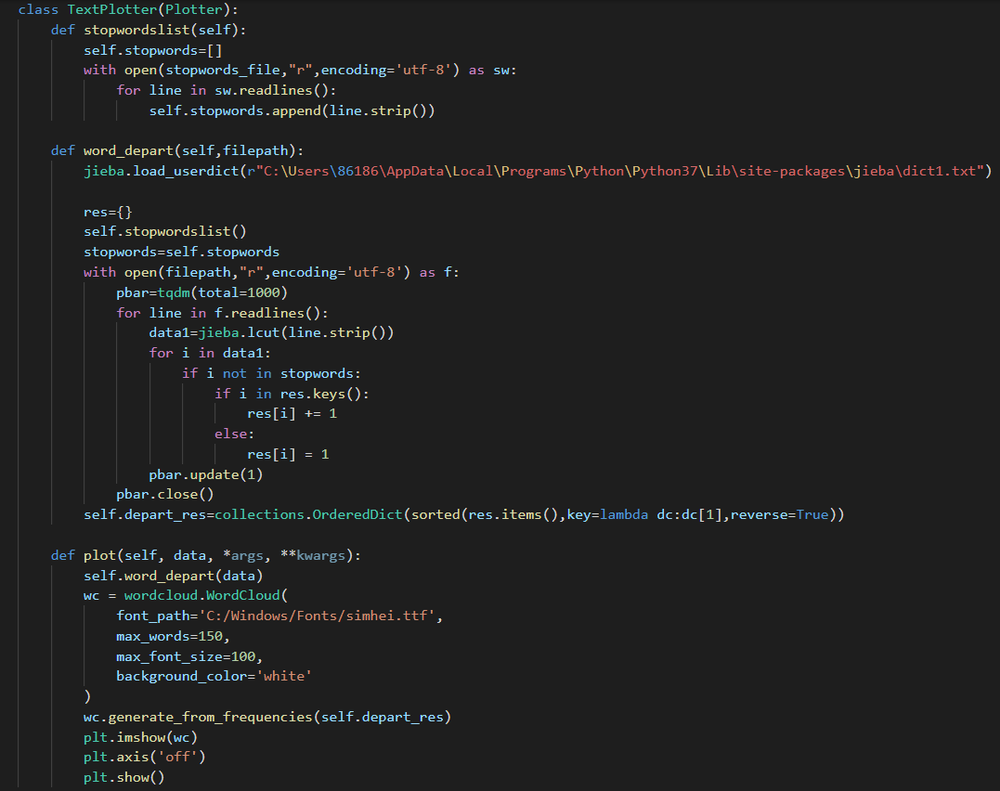 class TextPlotter(Plotter):
    def stopwordslist(self):
        self.stopwords=[]
        with open(stopwords_file,"r",encoding='utf-8') as sw:
            for line in sw.readlines():
                self.stopwords.append(line.strip())
    def word_depart(self,filepath):
        jieba.load_userdict(r"C:\Users\86186\AppData\Local\Programs\Python\Python37\Lib\site-packages\jieba\dict1.txt")
        res={}
        self.stopwordslist()
        stopwords=self.stopwords
        with open(filepath,"r",encoding='utf-8') as f:
            pbar=tqdm(total=1000)
            for line in f.readlines():
                data1=jieba.lcut(line.strip())
                for i in data1:
                    if i not in stopwords:
                        if i in res.keys():
                            res[i] += 1
                        else:
                            res[i] = 1
                pbar.update(1)
            pbar.close()
        self.depart_res=collections.OrderedDict(sorted(res.items(),key=lambda dc:dc[1],reverse=True))
    def plot(self, data, *args, **kwargs):
        self.word_depart(data)
        wc = wordcloud.WordCloud(
            font_path='C:/Windows/Fonts/simhei.ttf',
            max_words=150,
            max_font_size=100,
            background_color='white'
        )
        wc.generate_from_frequencies(self.depart_res)
        plt.imshow(wc)
        plt.axis('off')
        plt.show()